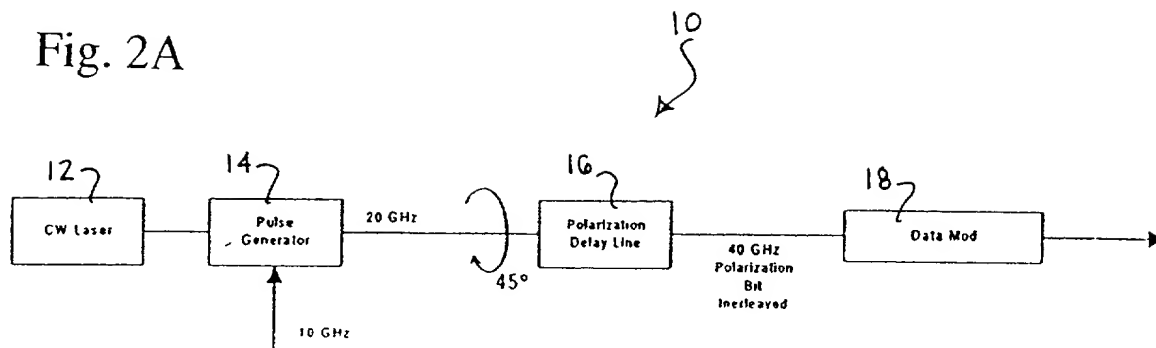 Fig. 2A
10
12
14
16
18
CW Laser
Pulse
Generator
20 GHz
45°
Polarization
Delay Line
40 GHz
Polarization
Bit
Inerleaved
Data Mod
10 GHz